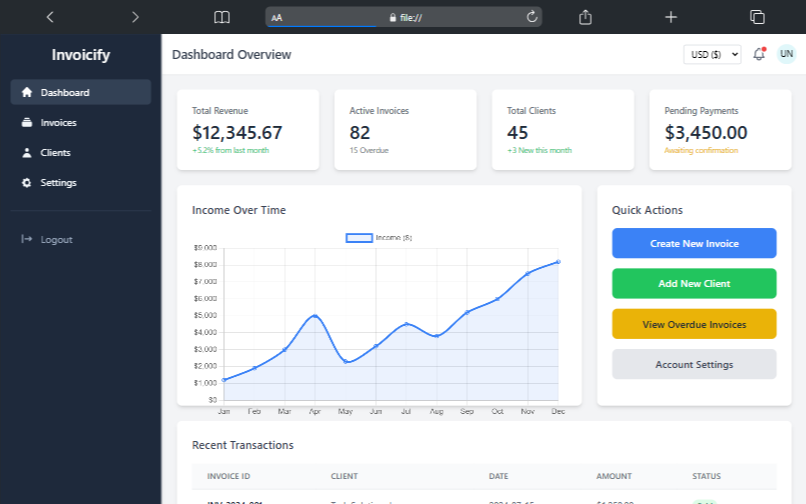 AA
file://
Invoicify
Dashboard
Invoices
Clients
Settings
Logout
Dashboard Overview
USD ($)
UN
Total Revenue
$12,345.67
+5.2% from last month
Active Invoices
82
15 Overdue
Total Clients
45
+3 New this month
Pending Payments
$3,450.00
Awaiting confirmation
Income Over Time
Income ($)
$9,000
$8,000
$7,000
$6,000
$5,000
$4,000
$3,000
$2,000
$1,000
$0
Jan Feb Mar Apr May Jun Jul Aug Sep Oct Nov Dec
Quick Actions
Create New Invoice
Add New Client
View Overdue Invoices
Account Settings
Recent Transactions
INVOICE ID CLIENT DATE AMOUNT STATUS